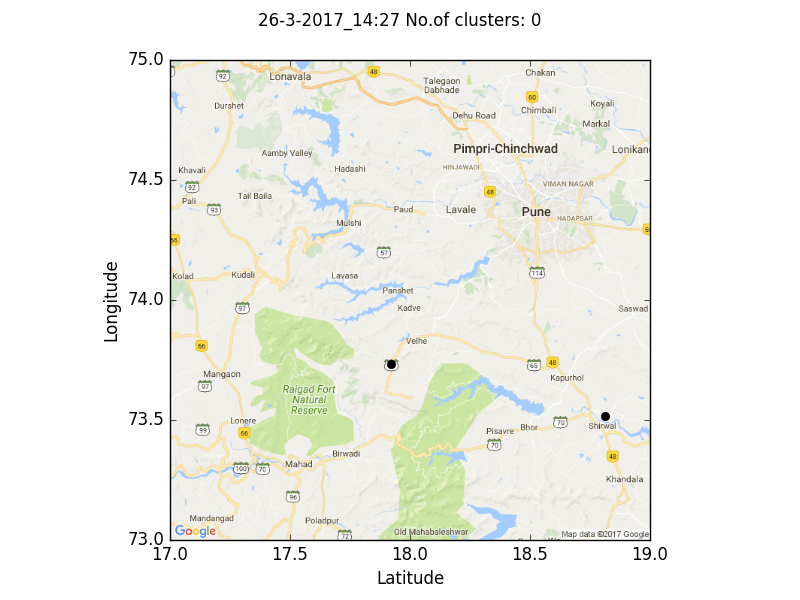 26-3-2017_14:27 No.of clusters: 0
75.0
74.5
74.0
73.5
73.0
Longitude
17.0 17.5 18.0 18.5 19.0
Latitude
92 Lonavala 48 Talegaon Dabhade Chakan
60
Durshet Dehu Road Chimbali Koyali
Markal
Aamby Valley Pimpri-Chinchwad Lonikand
Khavali Hadashi HINJAWADI
92 VIMAN NAGAR
Pali Tail Baila 48
93 Mulshi Paud Lavale Pune HADAPSAR
66
57
Kolad Kudali Lavasa 114
Panshet
97 Kadve Saswad
66 Velhe
65 48
Mangaon Kapurhol
97 Raigad Fort
Natural
Reserve
Lonere 70 Shirwal
99 66 Pisavre Bhor
70
Birwadi 48
100 70 Mahad Khandala
96
Mandangad Poladpur
72 Old Mahabaleshwar
Google Map data ©2017 Google